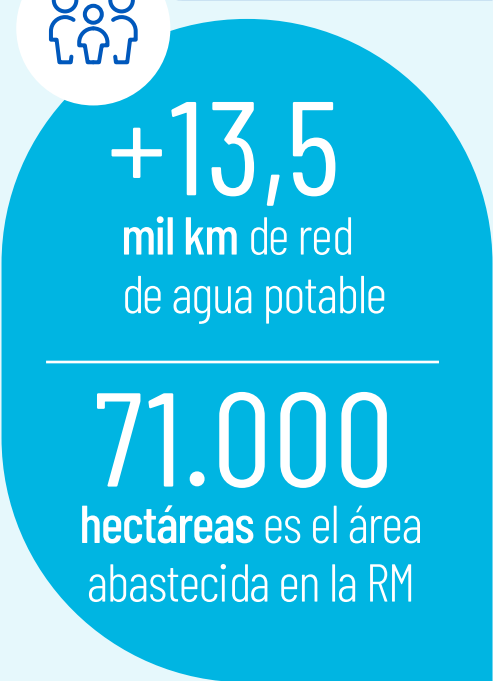 +13,5
mil km de red
de agua potable
71.000
hectáreas es el área
abastecida en la RM